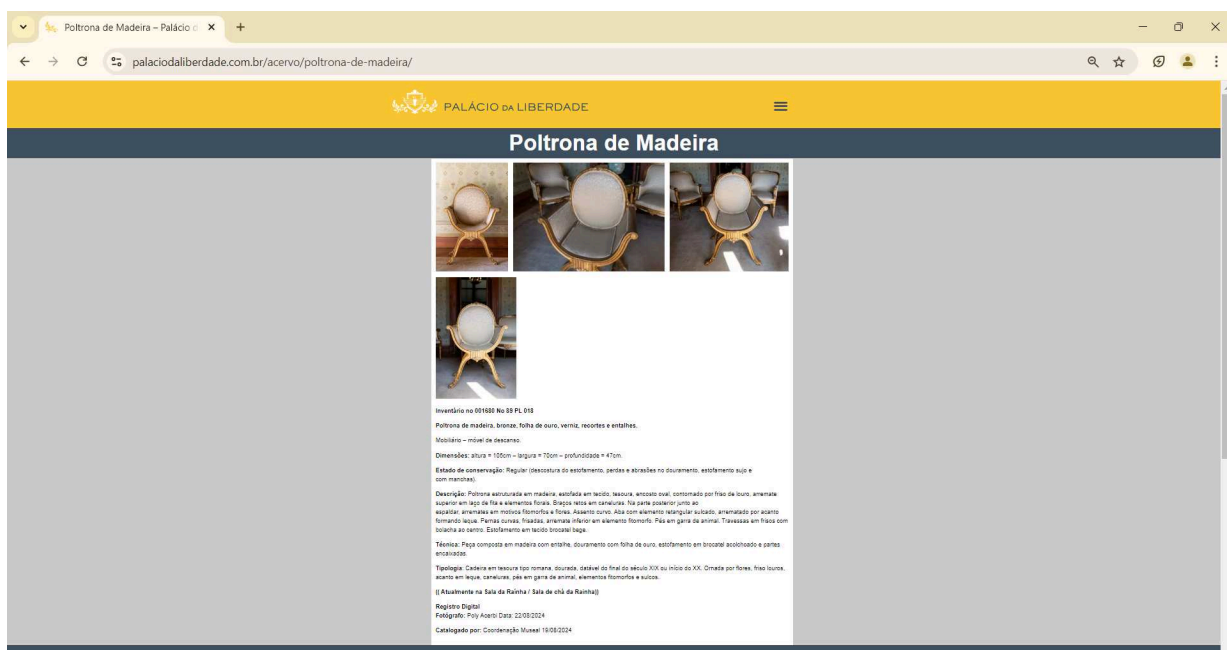 Poltrona de Madeira – Palácio d
palaciodaliberdade.com.br/acervo/poltrona-de-madeira/
PALÁCIO DA LIBERDADE
Poltrona de Madeira
Inventário no 001680 No 89 PL 018
Poltrona de madeira, bronze, folha de ouro, verniz, recortes e entalhes.
Mobiliário – móvel de descanso.
Dimensões: altura = 105cm – largura = 70cm – profundidade = 47cm.
Estado de conservação: Regular (descostura do estofamento, perdas e abrasões no douramento, estofamento sujo e
com manchas).
Descrição: Poltrona estruturada em madeira, estofada em tecido, tesoura, encosto oval, contornado por friso de louro, arremate
superior em laço de fita e elementos florais. Braços retos em caneluras. Na parte posterior junto ao
espaldar, arremates em motivos fitomorfos e flores. Assento curvo. Aba com elemento retangular sulcado, arrematado por acanto
formando leque. Pernas curvas, frisadas, arremate inferior em elemento fitomorfo. Pés em garra de animal. Travessas em frisos com
bolacha ao centro. Estofamento em tecido brocatel bege.
Técnica: Peça composta em madeira com entalhe, douramento com folha de ouro, estofamento em brocatel acolchoado e partes
encaixadas.
Tipologia: Cadeira em tesoura tipo romana, dourada, datável do final do século XIX ou início do XX. Ornada por flores, friso louros,
acanto em leque, caneluras, pés em garra de animal, elementos fitomorfos e sulcos.
(( Atualmente na Sala da Rainha / Sala de chá da Rainha))
Registro Digital
Fotógrafo: Poly Acerbi Data: 22/08/2024
Catalogado por: Coordenação Museal 19/08/2024